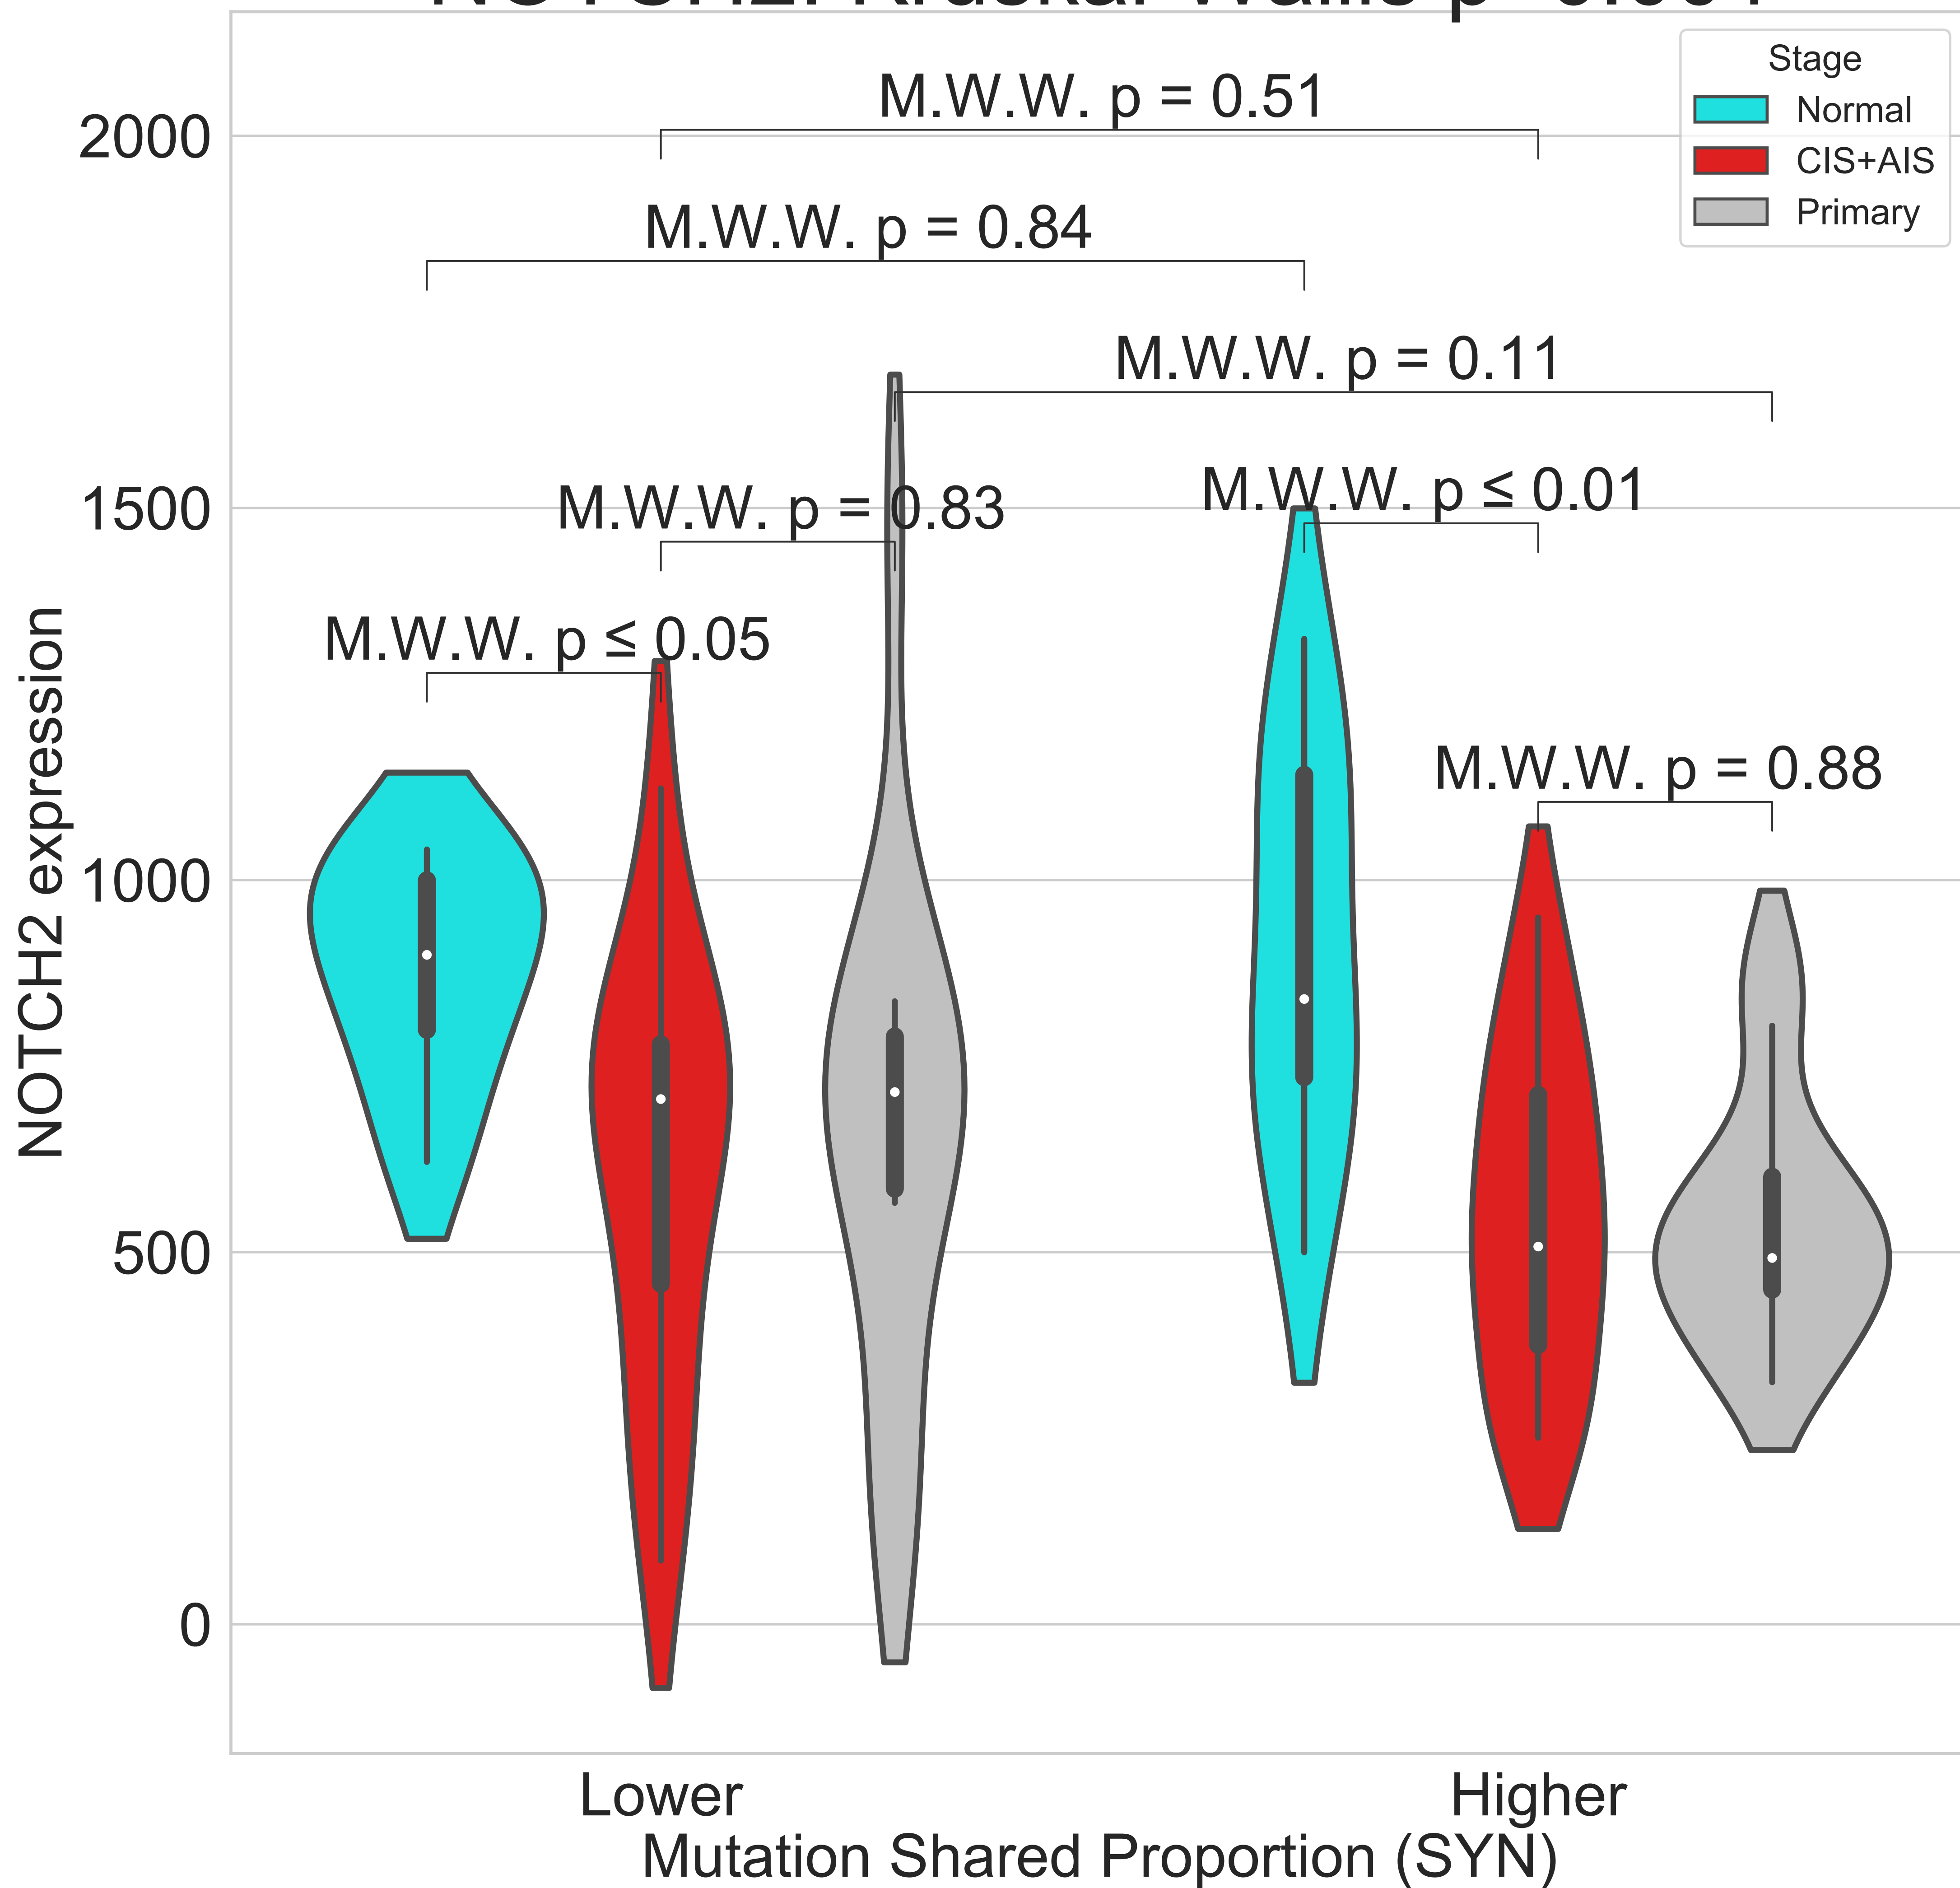 Stage
Normal
CIS+AIS
Primary
M.W.W. p = 0.51
M.W.W. p = 0.84
M.W.W. p = 0.11
M.W.W. p = 0.83
M.W.W. p ≤ 0.01
M.W.W. p ≤ 0.05
M.W.W. p = 0.88
2000
1500
1000
500
0
NOTCH2 expression
Lower
Higher
Mutation Shared Proportion (SYN)